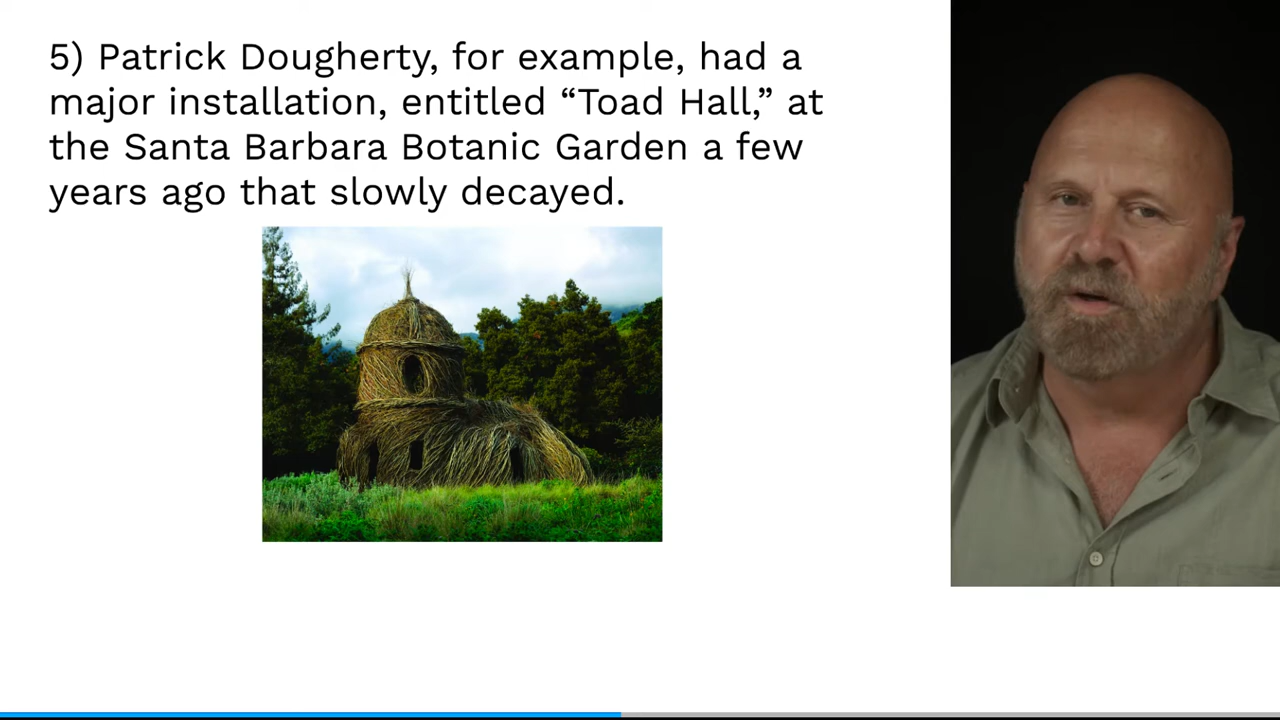 5) Patrick Dougherty, for example, had a
major installation, entitled “Toad Hall,” at
the Santa Barbara Botanic Garden a few
years ago that slowly decayed.